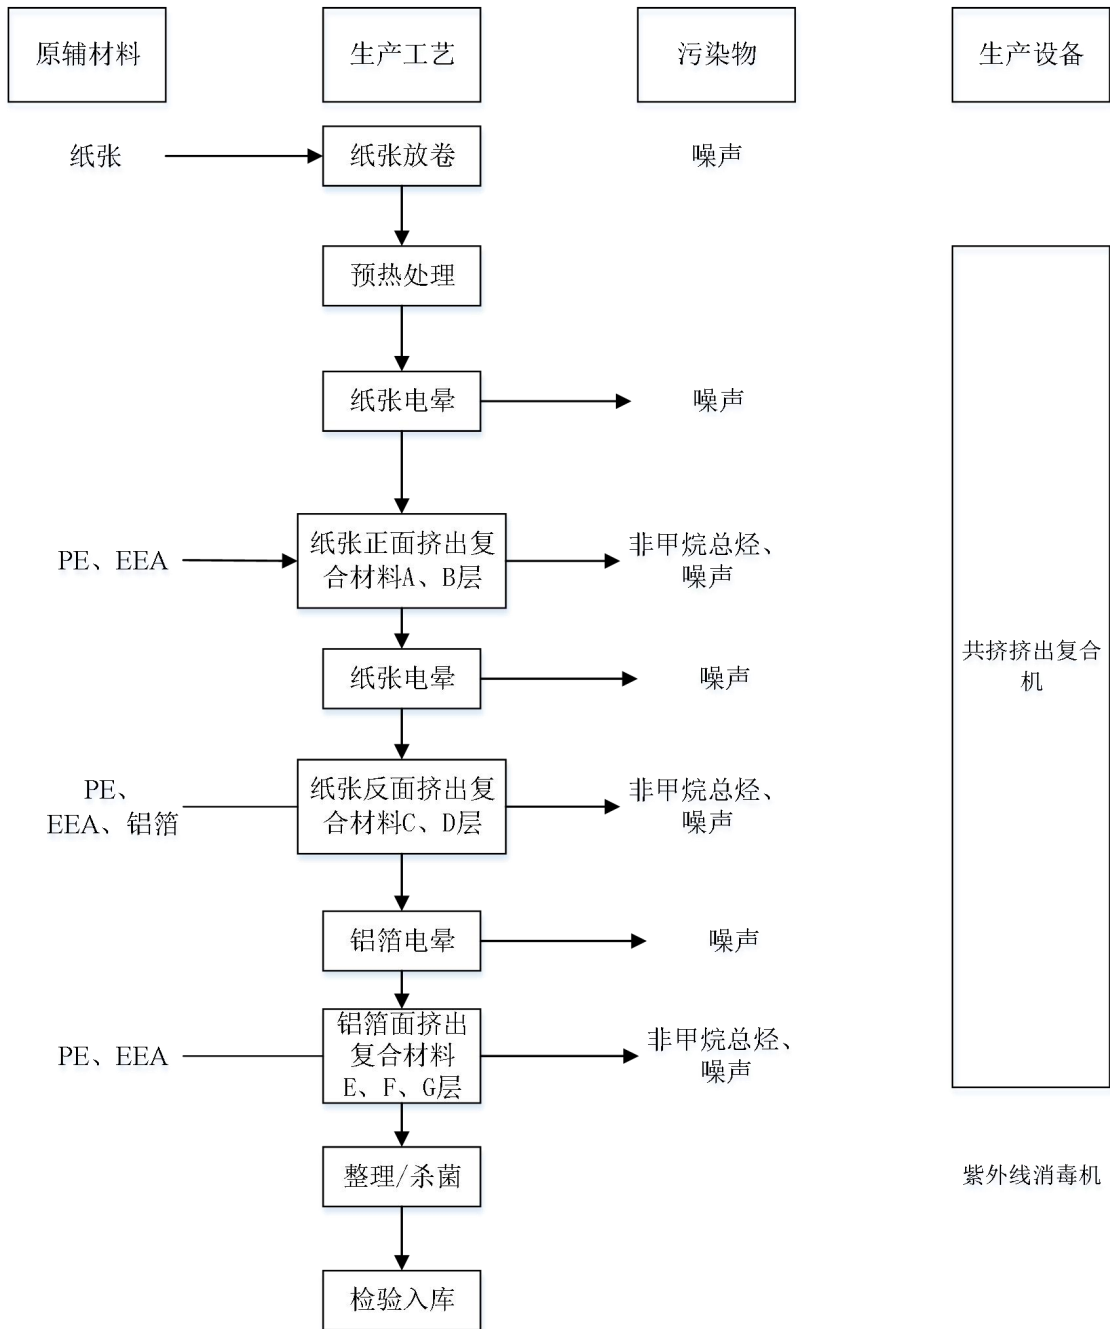 原辅材料
生产工艺
污染物
生产设备
纸张
纸张放卷
噪声
预热处理
纸张电晕
噪声
PE、EEA
纸张正面挤出复
合材料A、B层
非甲烷总烃、
噪声
纸张电晕
噪声
共挤挤出复合
机
PE、
EEA、铝箔
纸张反面挤出复
合材料C、D层
非甲烷总烃、
噪声
铝箔电晕
噪声
PE、EEA
铝箔面挤出
复合材料
E、F、G层
非甲烷总烃、
噪声
整理/杀菌
紫外线消毒机
检验入库